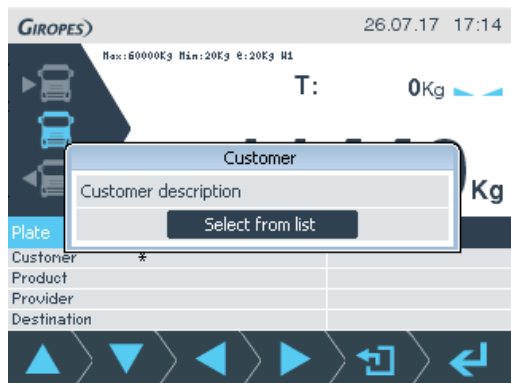 GIROPES) 26.07.17 17:14
Max:60000Kg Min:20Kg e:20Kg W1
T: 0Kg
Kg
Customer
Customer description
Select from list
Plate
Customer *
Product
Provider
Destination